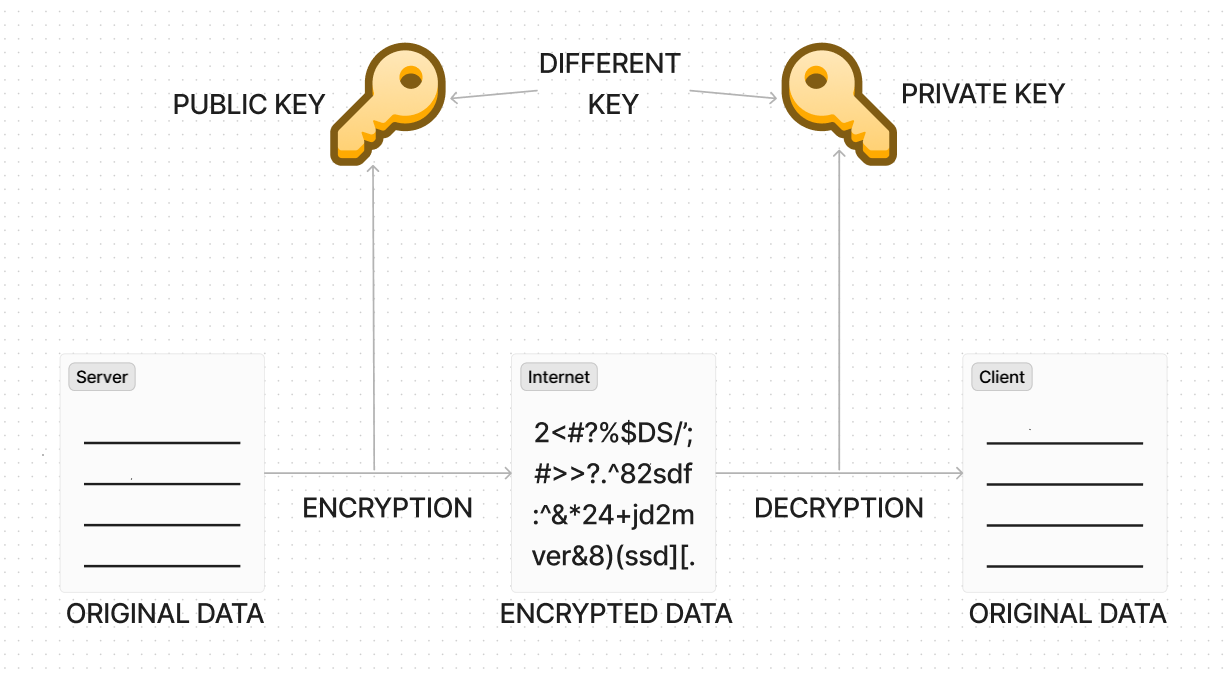 DIFFERENT
KEY
PUBLIC KEY
PRIVATE KEY
Server
Internet
Client
2<#?%$DS/';
#>>?.^82sdf
:^&*24+jd2m
ver&8)(ssd][.
ENCRYPTION
DECRYPTION
ORIGINAL DATA
ENCRYPTED DATA
ORIGINAL DATA